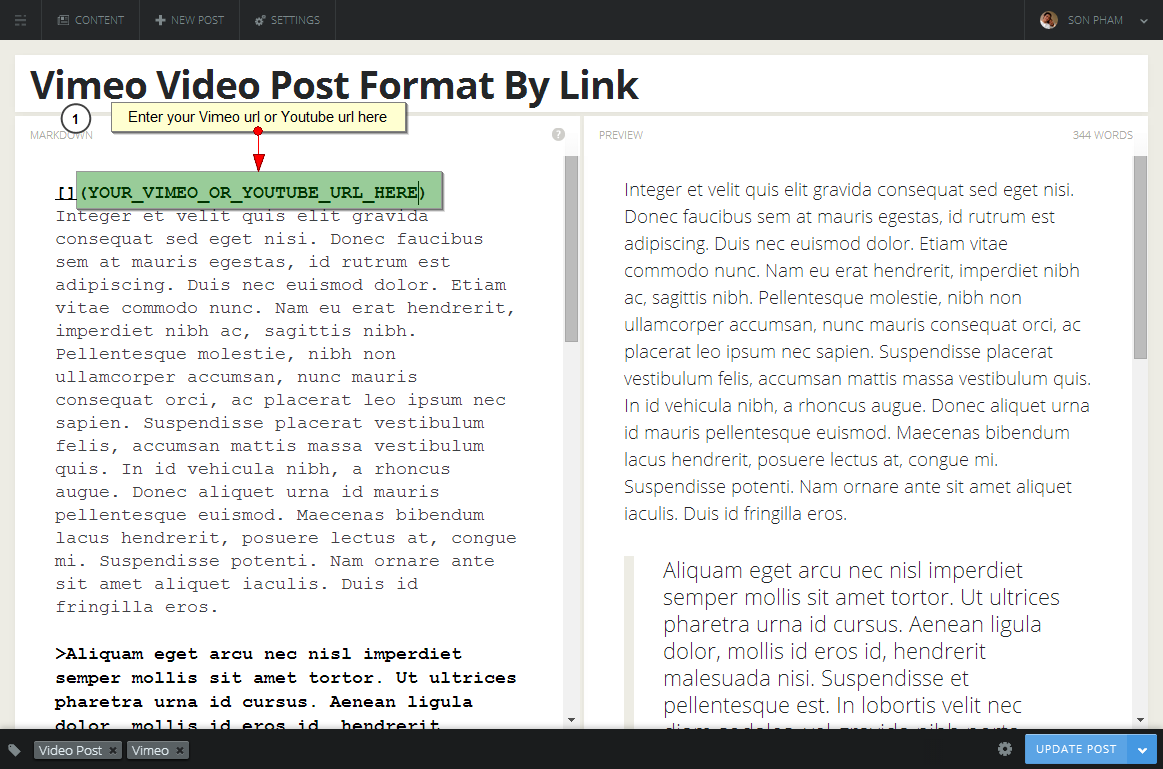 CONTENT
NEW POST
SETTINGS
SON PHAM
Vimeo Video Post Format By Link
1
Enter your Vimeo url or Youtube url here
MARKDOWN
?
[](YOUR_VIMEO_OR_YOUTUBE_URL_HERE)
Integer et velit quis elit gravida
consequat sed eget nisi. Donec faucibus
sem at mauris egestas, id rutrum est
adipiscing. Duis nec euismod dolor. Etiam
vitae commodo nunc. Nam eu erat hendrerit,
imperdiet nibh ac, sagittis nibh.
Pellentesque molestie, nibh non
ullamcorper accumsan, nunc mauris
consequat orci, ac placerat leo ipsum nec
sapien. Suspendisse placerat vestibulum
felis, accumsan mattis massa vestibulum
quis. In id vehicula nibh, a rhoncus
augue. Donec aliquet urna id mauris
pellentesque euismod. Maecenas bibendum
lacus hendrerit, posuere lectus at, congue
mi. Suspendisse potenti. Nam ornare ante
sit amet aliquet iaculis. Duis id
fringilla eros.
>Aliquam eget arcu nec nisl imperdiet
semper mollis sit amet tortor. Ut ultrices
pharetra urna id cursus. Aenean ligula
dolor, mollis id eros id, hendrerit
PREVIEW
344 WORDS
Integer et velit quis elit gravida consequat sed eget nisi.
Donec faucibus sem at mauris egestas, id rutrum est
adipiscing. Duis nec euismod dolor. Etiam vitae
commodo nunc. Nam eu erat hendrerit, imperdiet nibh
ac, sagittis nibh. Pellentesque molestie, nibh non
ullamcorper accumsan, nunc mauris consequat orci, ac
placerat leo ipsum nec sapien. Suspendisse placerat
vestibulum felis, accumsan mattis massa vestibulum quis.
In id vehicula nibh, a rhoncus augue. Donec aliquet urna
id mauris pellentesque euismod. Maecenas bibendum
lacus hendrerit, posuere lectus at, congue mi.
Suspendisse potenti. Nam ornare ante sit amet aliquet
iaculis. Duis id fringilla eros.
Aliquam eget arcu nec nisl imperdiet
semper mollis sit amet tortor. Ut ultrices
pharetra urna id cursus. Aenean ligula
dolor, mollis id eros id, hendrerit
malesuada nisi. Suspendisse et
pellentesque est. In lobortis velit nec
Video Post ×
Vimeo ×
UPDATE POST